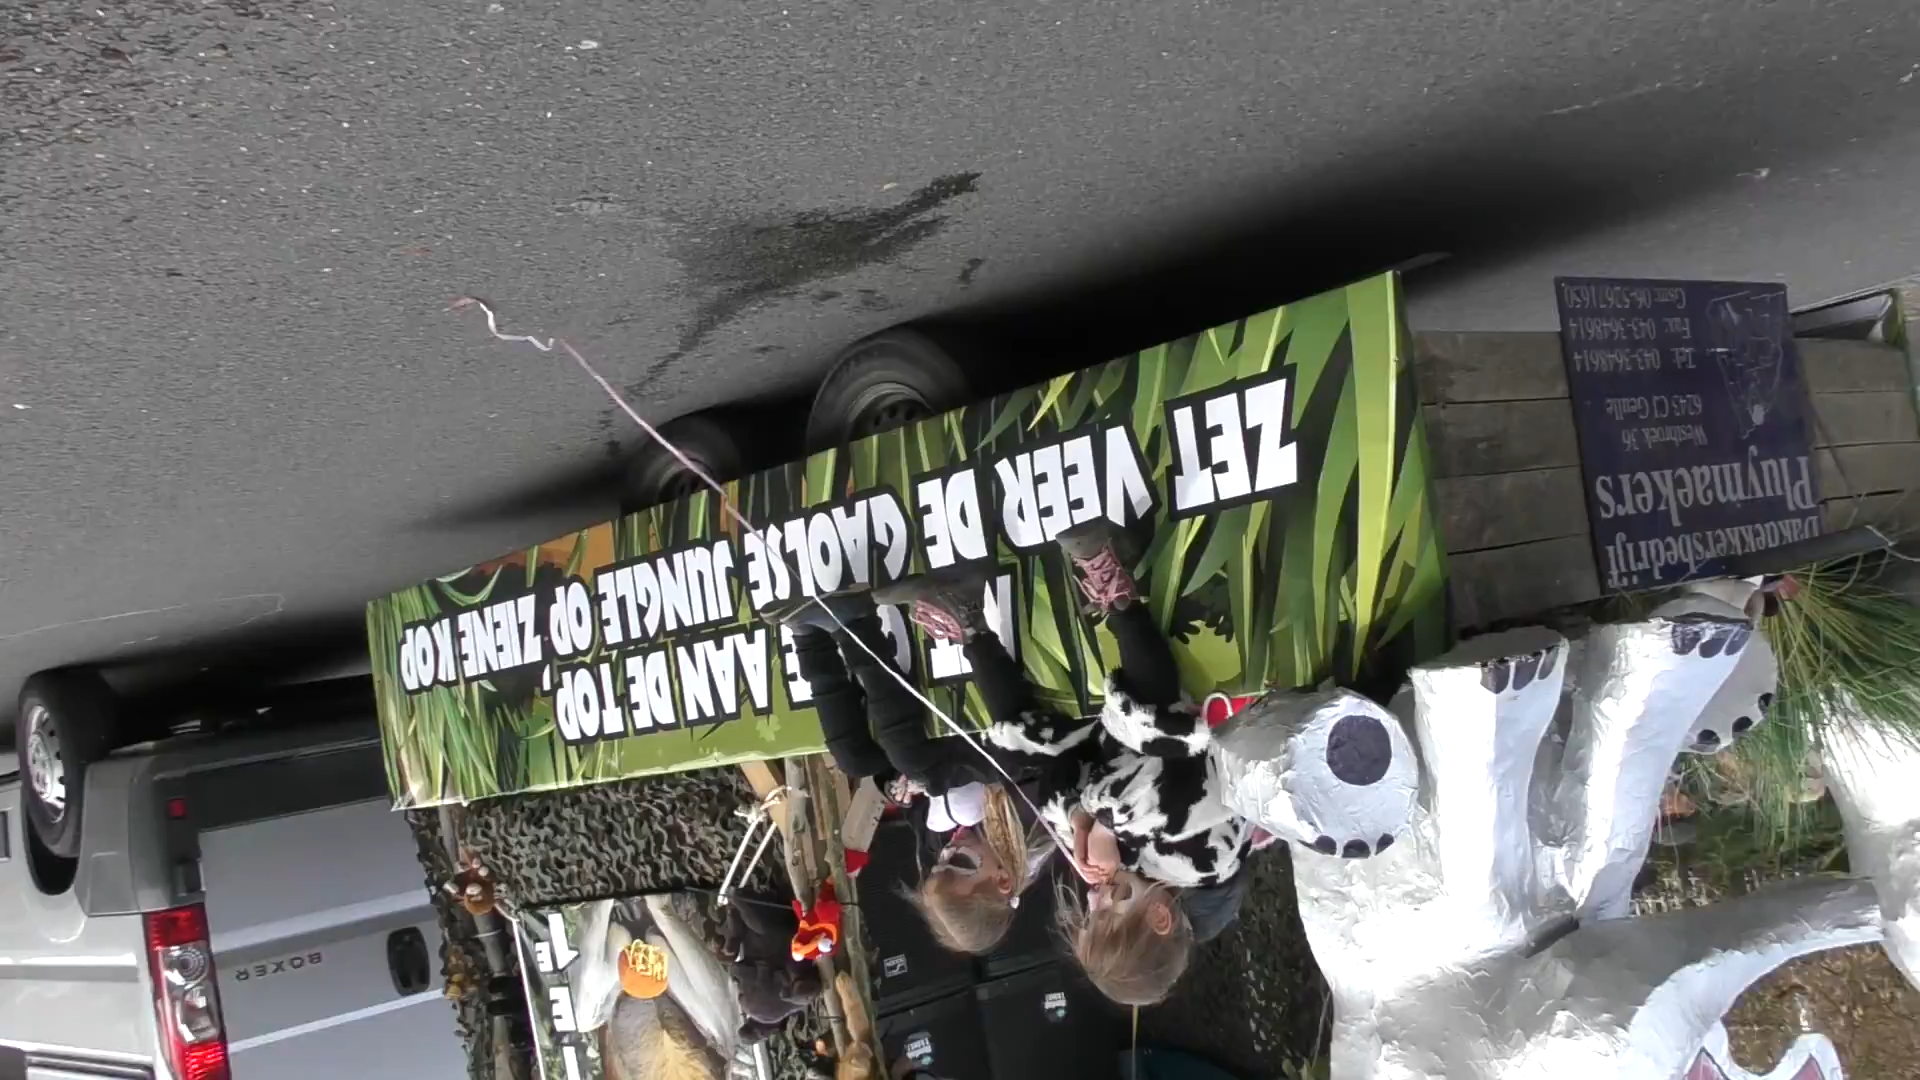 AAN DE TOP,
ZET VEER DE GAOLSE JUNGLE OP ZIENE KOP
Dakdekkersbedrijf
Pluymaekers
Westbroek 36
6243 CJ Geulle
Tel: 043-3648614
Fax: 043-3648614
Gsm: 06-52671650
BOXER
1E